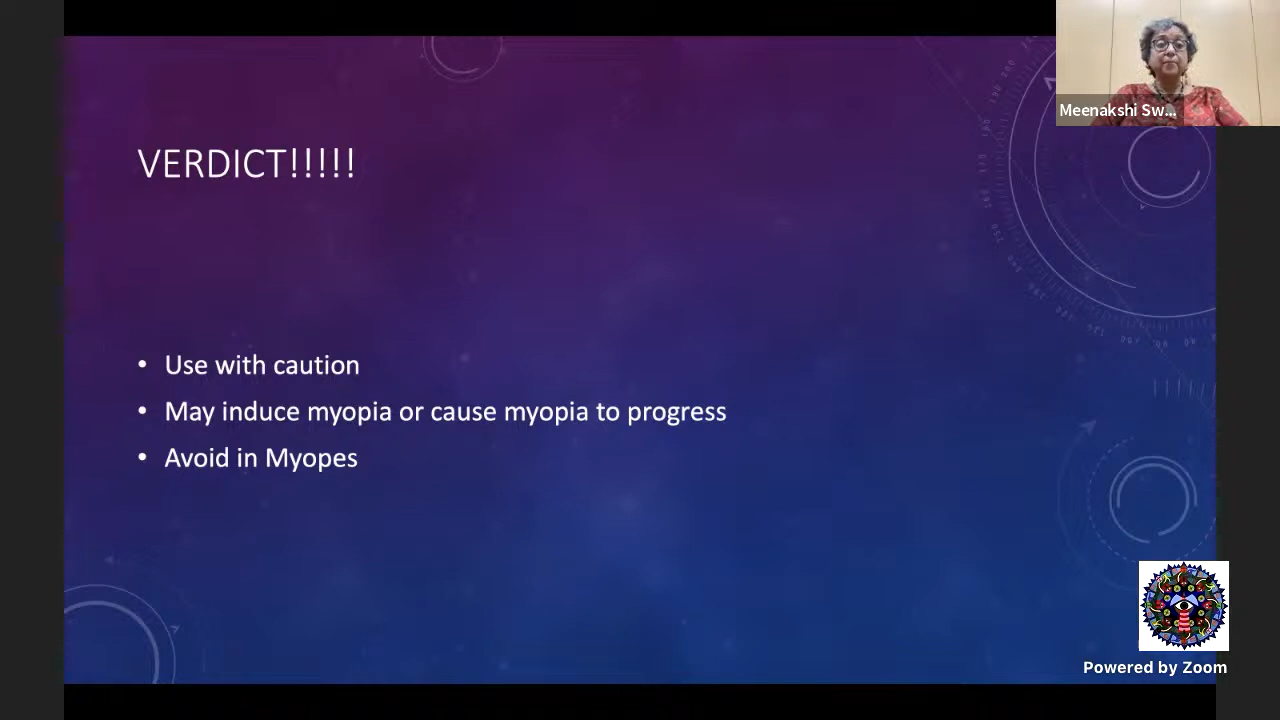 Meenakshi Sw...
VERDICT!!!!!
• Use with caution
• May induce myopia or cause myopia to progress
• Avoid in Myopes
Powered by Zoom